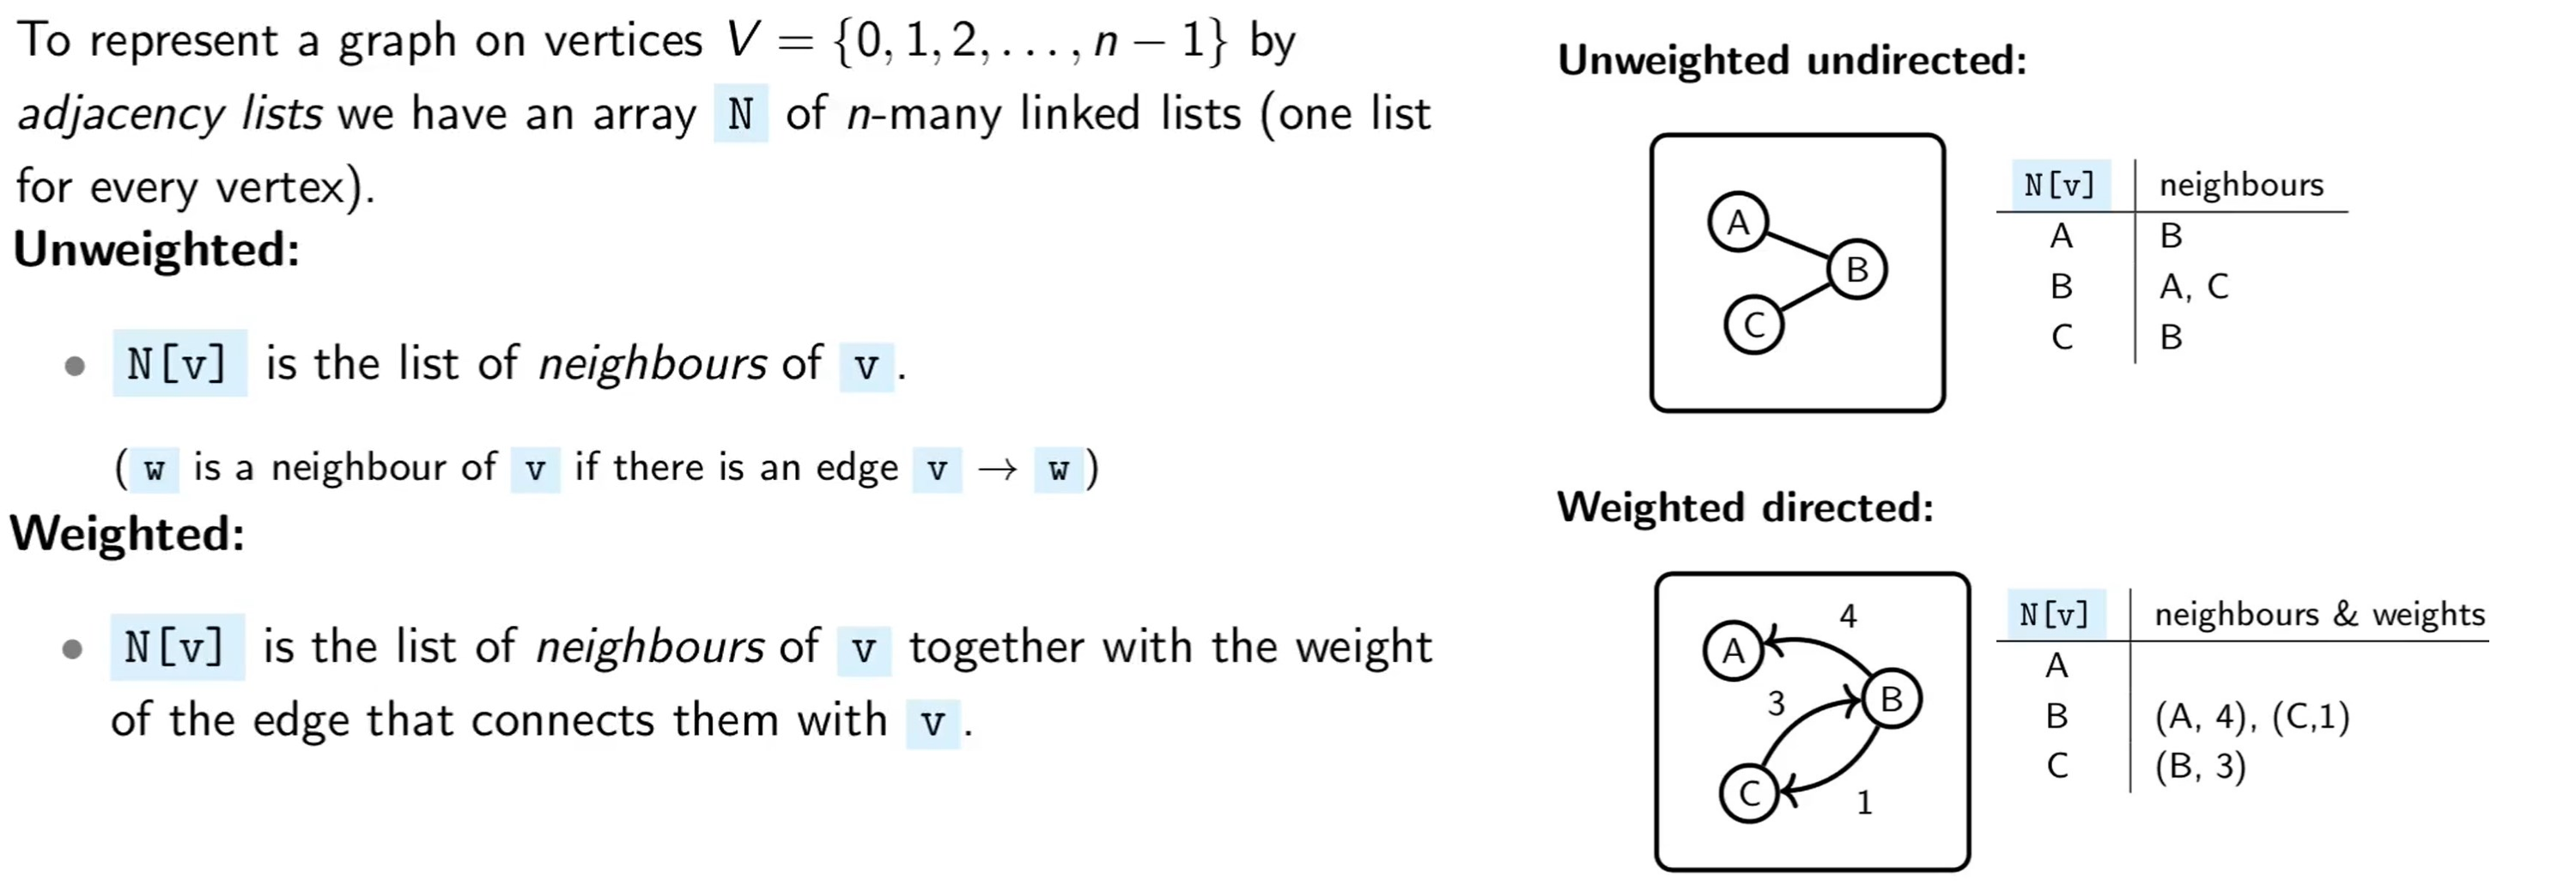 To represent a graph on vertices V = {0, 1, 2, . . . , n − 1} by
adjacency lists we have an array N of n-many linked lists (one list
for every vertex).
Unweighted:
• N[v] is the list of neighbours of v .
( w is a neighbour of v if there is an edge v → w )
Weighted:
• N[v] is the list of neighbours of v together with the weight
of the edge that connects them with v .
Unweighted undirected:
A
B
C
N[v] neighbours
A B
B A, C
C B
Weighted directed:
4
A
3
B
C
1
N[v] neighbours & weights
A
B (A, 4), (C,1)
C (B, 3)